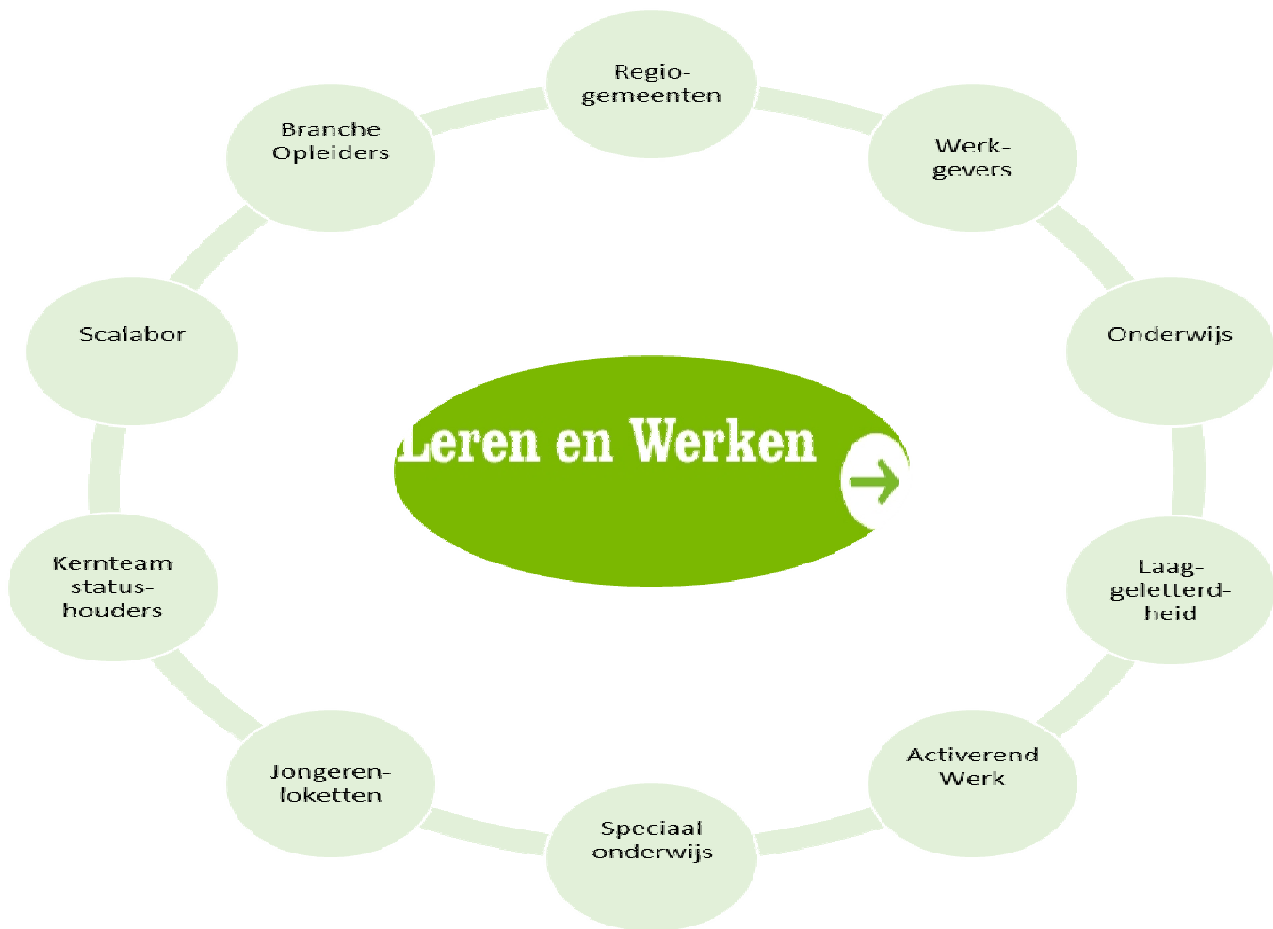 Regio-
gemeenten
Werk-
gevers
Onderwijs
Laag-
geletterd-
heid
Activerend
Werk
Speciaal
onderwijs
Jongeren-
loketten
Kernteam
status-
houders
Scalabor
Branche
Opleiders
Leren en Werken